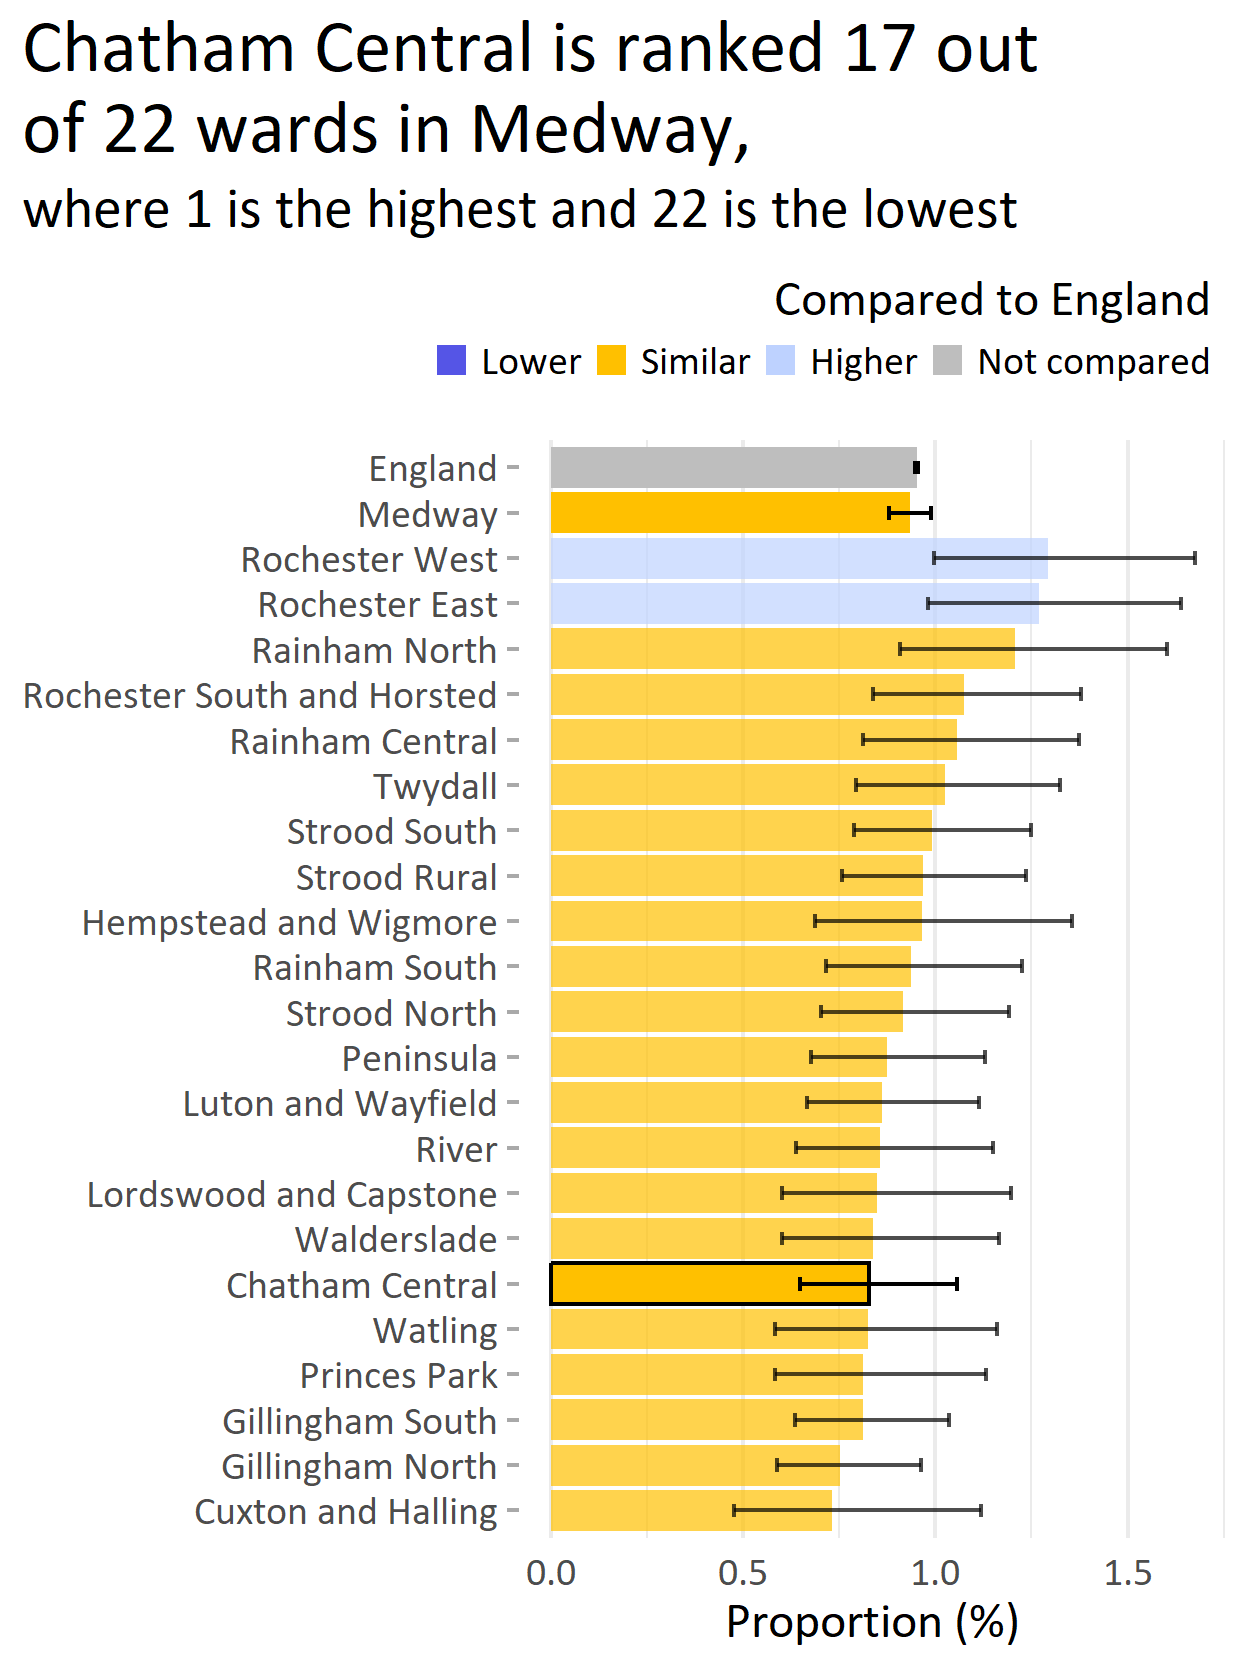 Chatham Central is ranked 17 out
of 22 wards in Medway,
where 1 is the highest and 22 is the lowest
Compared to England
Lower Similar Higher Not compared
England
Medway
Rochester West
Rochester East
Rainham North
Rochester South and Horsted
Rainham Central
Twydall
Strood South
Strood Rural
Hempstead and Wigmore
Rainham South
Strood North
Peninsula
Luton and Wayfield
River
Lordswood and Capstone
Walderslade
Chatham Central
Watling
Princes Park
Gillingham South
Gillingham North
Cuxton and Halling
0.0 0.5 1.0 1.5
Proportion (%)